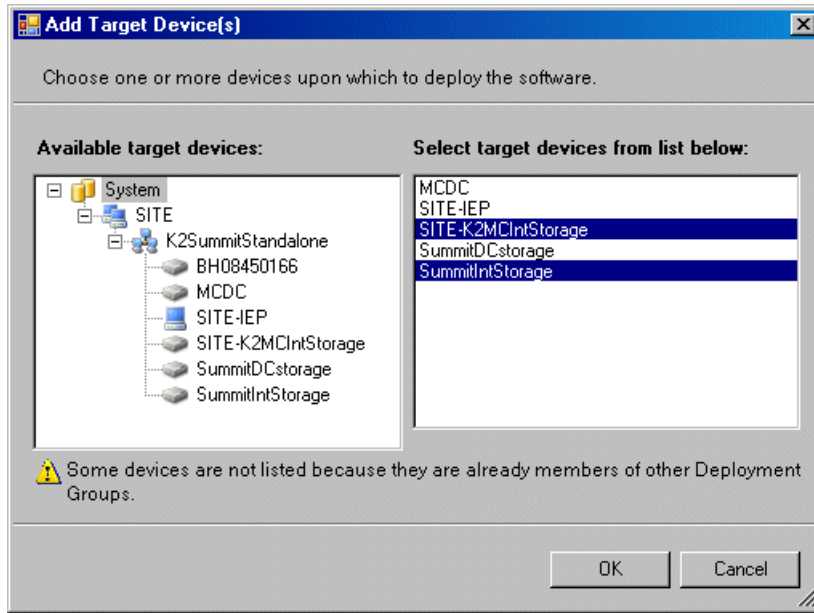 Add Target Device(s)
Choose one or more devices upon which to deploy the software.
Available target devices:
System
SITE
K2SummitStandalone
BH08450166
MCDC
SITE-IEP
SITE-K2MCIntStorage
SummitDCstorage
SummitIntStorage
Select target devices from list below:
MCDC
SITE-IEP
SITE-K2MCIntStorage
SummitDCstorage
SummitIntStorage
Some devices are not listed because they are already members of other Deployment
Groups.
OK
Cancel